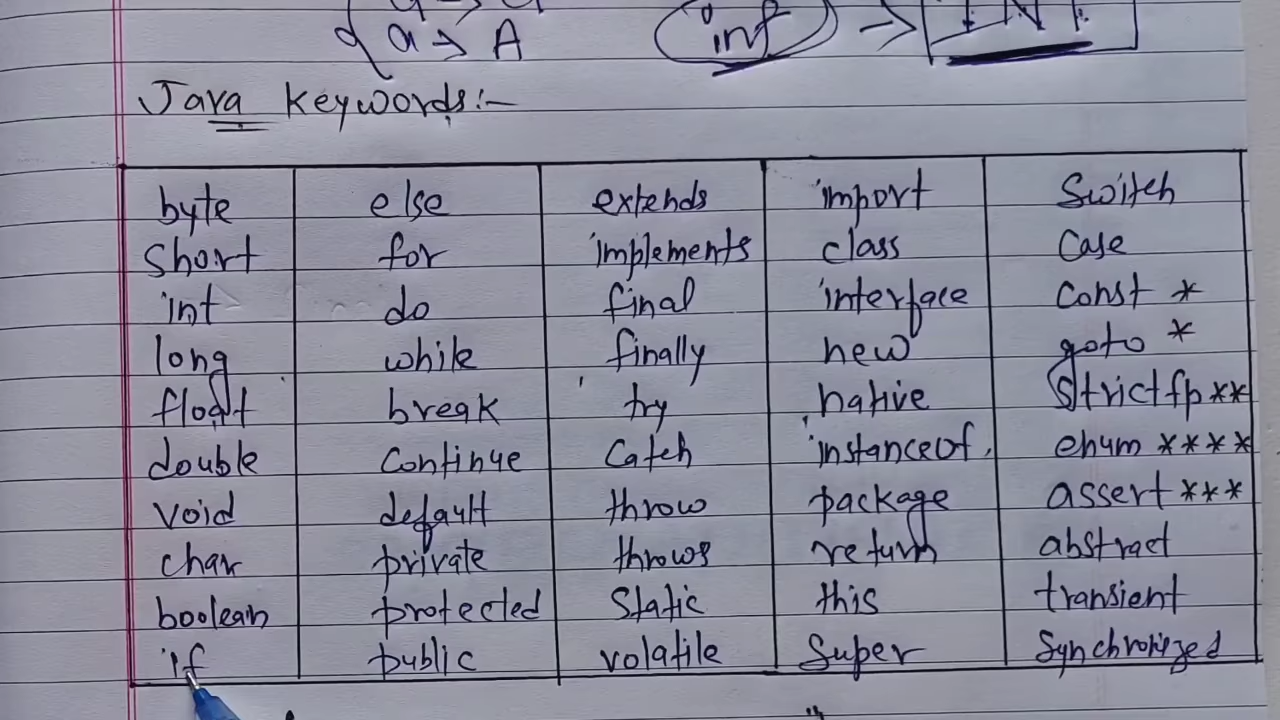 a → A
int → INT
Java Keywords:-
byte else extends import Switch
Short for implements class Case
int do final interface Const *
long while finally new goto *
float break try native Strictfp **
double Continue Catch instanceof enum ****
void default throw package assert ***
char private throws return abstract
boolean protected Static this transient
if public volatile Super Synchronized